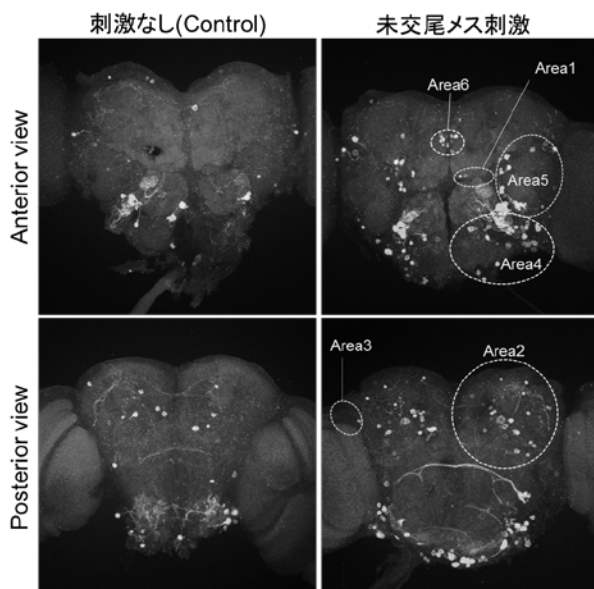 刺激なし(Control)
未交尾メス刺激
Anterior view
Area6
Area1
Area5
Area4
Posterior view
Area3
Area2